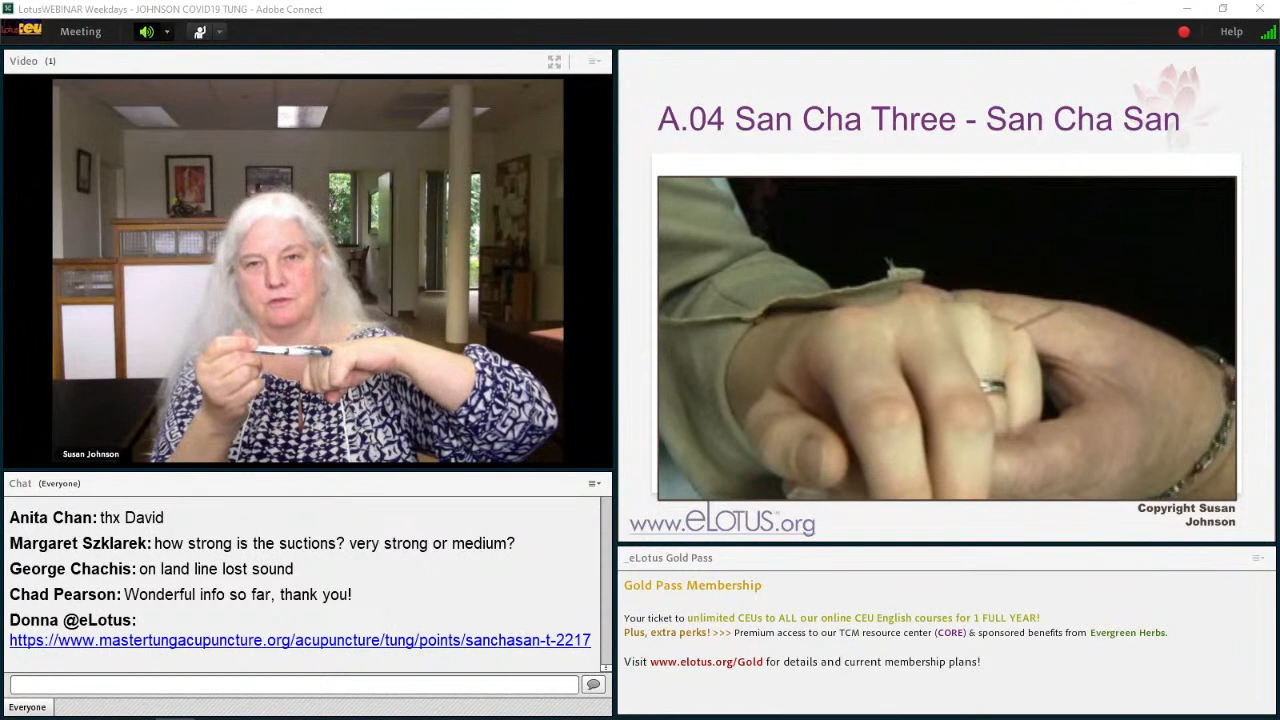 LotusWEBINAR Weekdays - JOHNSON COVID19 TUNG - Adobe Connect
Meeting
Help
Video (1)
Susan Johnson
A.04 San Cha Three - San Cha San
Copyright Susan
Johnson
www.eLOTUS.org
Chat (Everyone)
Anita Chan: thx David
Margaret Szklarek: how strong is the suctions? very strong or medium?
George Chachis: on land line lost sound
Chad Pearson: Wonderful info so far, thank you!
Donna @eLotus:
https://www.mastertungacupuncture.org/acupuncture/tung/points/sanchasan-t-2217
Everyone
_eLotus Gold Pass
Gold Pass Membership
Your ticket to unlimited CEUs to ALL our online CEU English courses for 1 FULL YEAR!
Plus, extra perks! >>> Premium access to our TCM resource center (CORE) & sponsored benefits from Evergreen Herbs.
Visit www.elotus.org/Gold for details and current membership plans!